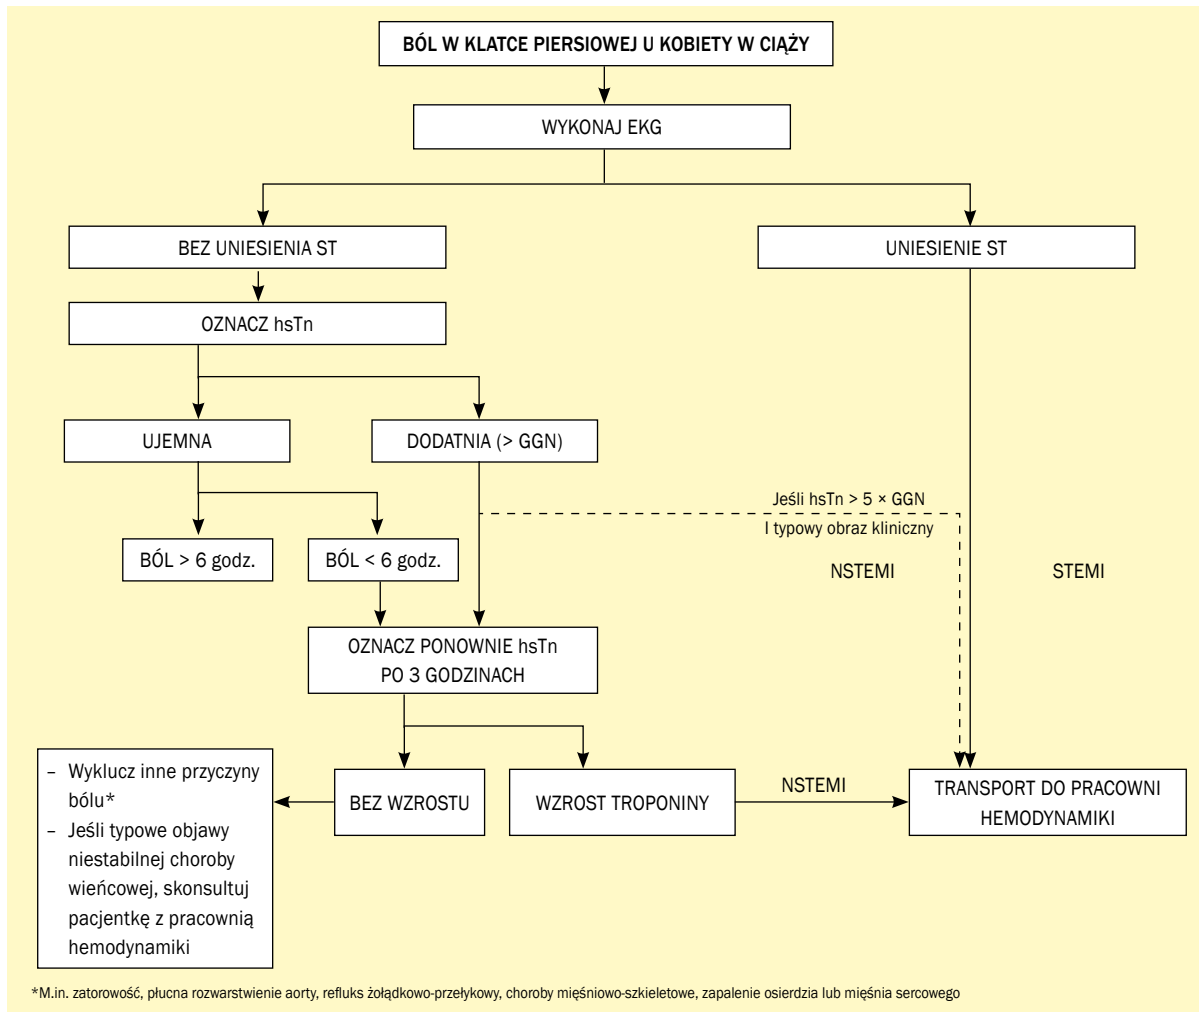 BÓL W KLATCE PIERSIOWEJ U KOBIETY W CIĄŻY
WYKONAJ EKG
BEZ UNIESIENIA ST
UNIESIENIE ST
OZNACZ hsTn
UJEMNA
DODATNIA (> GGN)
Jeśli hsTn > 5 × GGN
I typowy obraz kliniczny
BÓL > 6 godz.
BÓL < 6 godz.
NSTEMI
STEMI
OZNACZ PONOWNIE hsTn
PO 3 GODZINACH
– Wyklucz inne przyczyny
bólu*
– Jeśli typowe objawy
niestabilnej choroby
wieńcowej, skonsultuj
pacjentkę z pracownią
hemodynamiki
BEZ WZROSTU
WZROST TROPONINY
NSTEMI
TRANSPORT DO PRACOWNI
HEMODYNAMIKI
*M.in. zatorowość, płucna rozwarstwienie aorty, refluks żołądkowo-przełykowy, choroby mięśniowo-szkieletowe, zapalenie osierdzia lub mięśnia sercowego